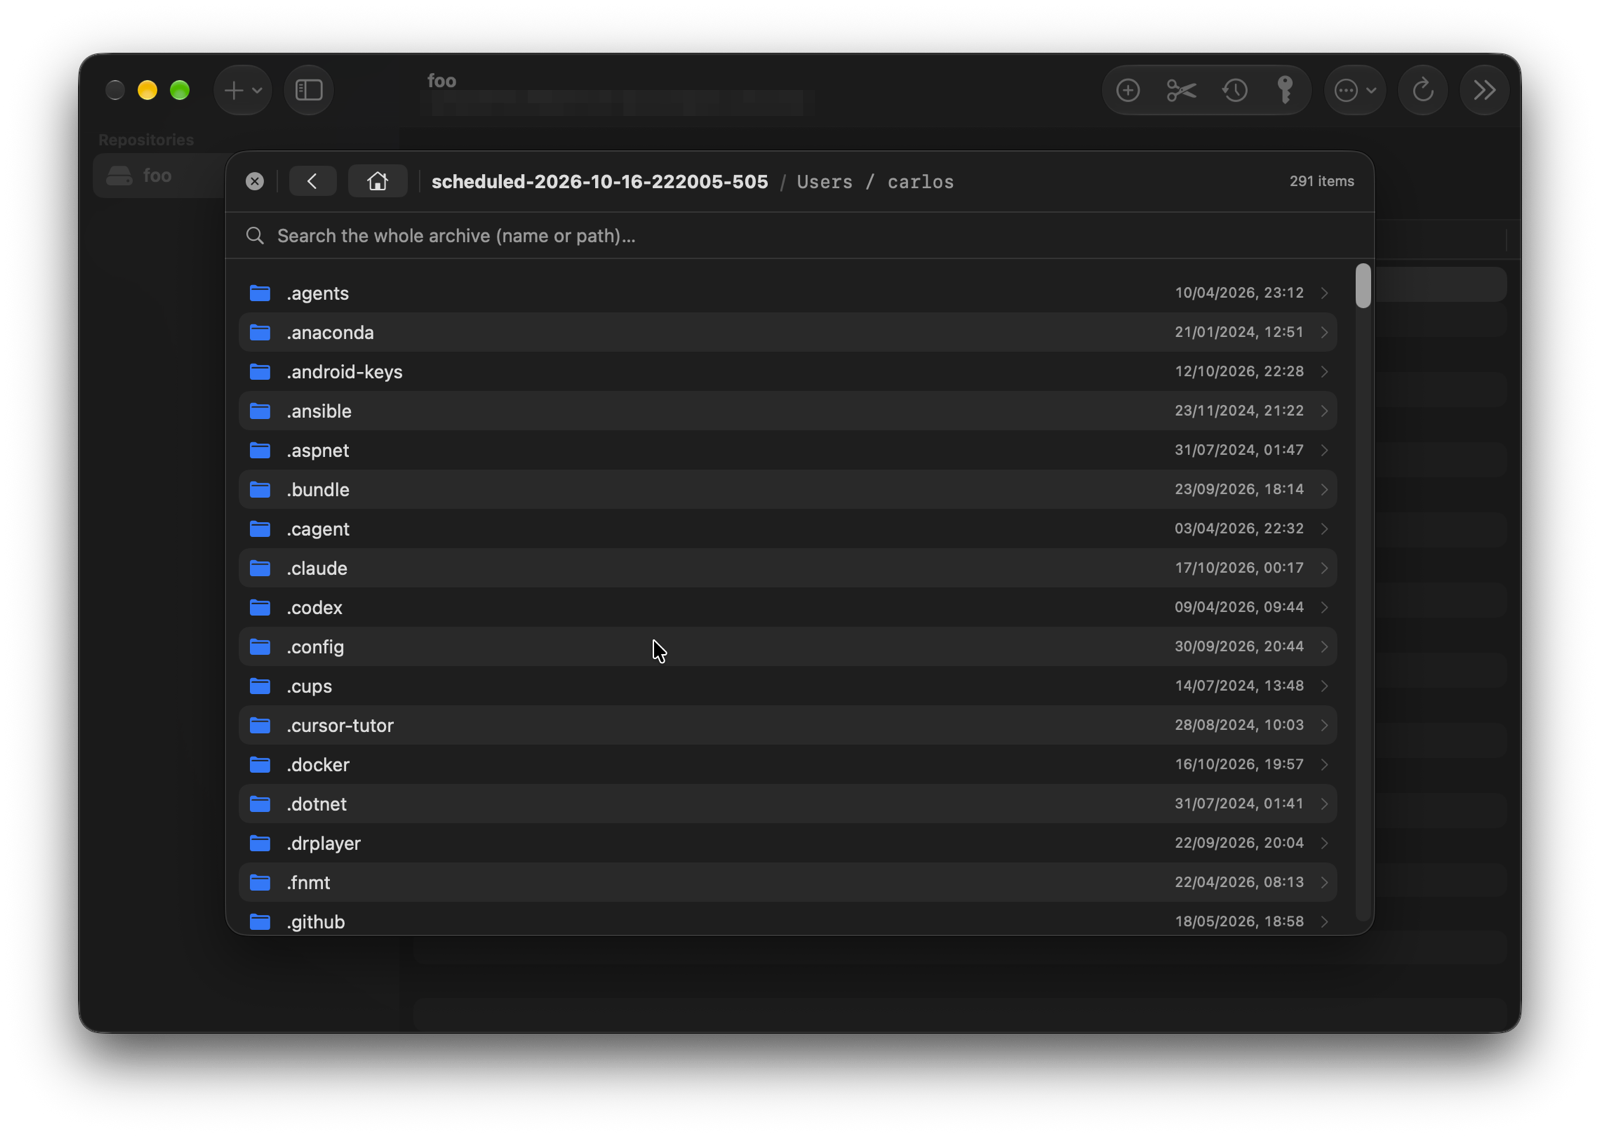 foo
Repositories
foo
scheduled-2026-10-16-222005-505 / Users / carlos 291 items
Search the whole archive (name or path)...
.agents 10/04/2026, 23:12
.anaconda 21/01/2024, 12:51
.android-keys 12/10/2026, 22:28
.ansible 23/11/2024, 21:22
.aspnet 31/07/2024, 01:47
.bundle 23/09/2026, 18:14
.cagent 03/04/2026, 22:32
.claude 17/10/2026, 00:17
.codex 09/04/2026, 09:44
.config 30/09/2026, 20:44
.cups 14/07/2024, 13:48
.cursor-tutor 28/08/2024, 10:03
.docker 16/10/2026, 19:57
.dotnet 31/07/2024, 01:41
.drplayer 22/09/2026, 20:04
.fnmt 22/04/2026, 08:13
.github 18/05/2026, 18:58